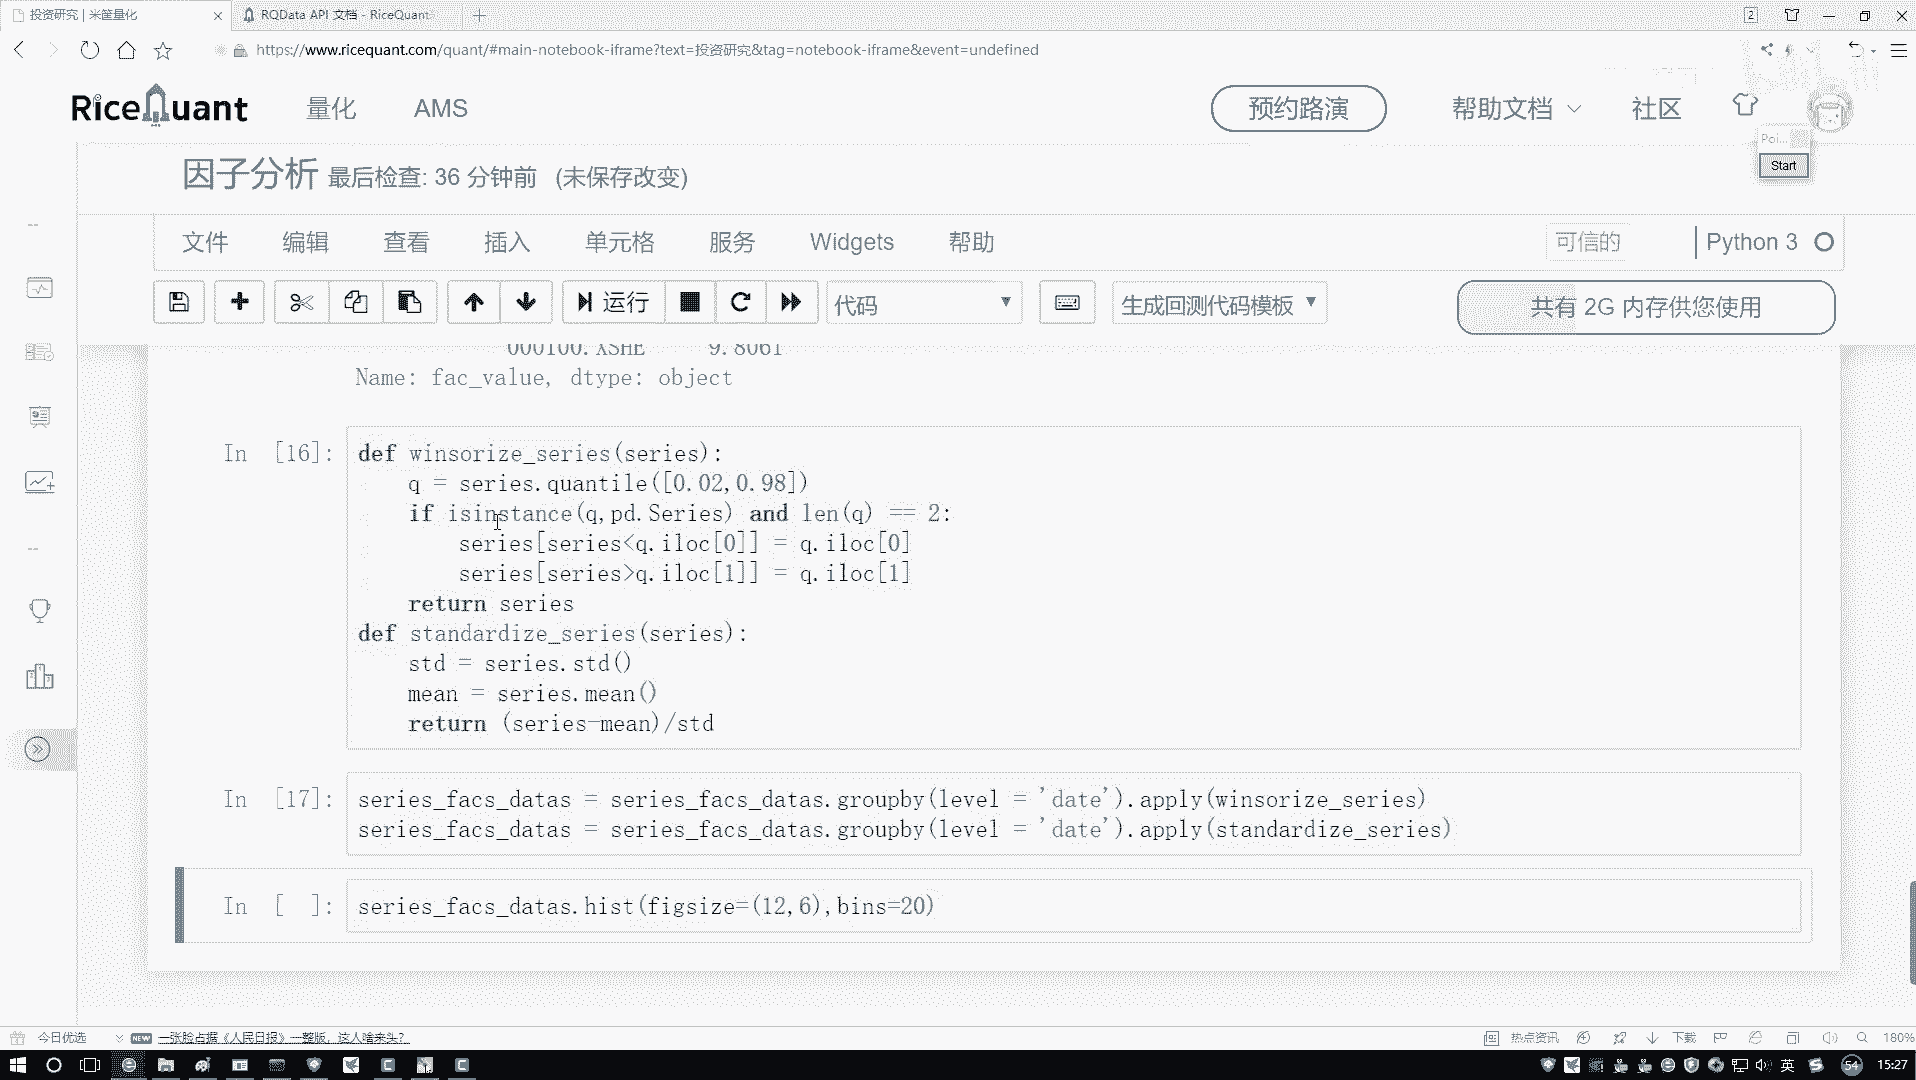 投资研究 | 米筐量化
RQData API 文档 - RiceQuant
2
https://www.ricequant.com/quant/#main-notebook-iframe?text=投资研究&tag=notebook-iframe&event=undefined
RiceQuant 量化 AMS 预约路演 帮助文档 社区
Poi...
Start
因子分析 最后检查: 36 分钟前 (未保存改变)
文件 编辑 查看 插入 单元格 服务 Widgets 帮助 可信的 Python 3
运行 代码 生成回测代码模板 共有 2G 内存供您使用
000100.XSHE 9.8061
Name: fac_value, dtype: object
In [16]: def winsorize_series(series):
q = series.quantile([0.02,0.98])
if isinstance(q,pd.Series) and len(q) == 2:
series[series<q.iloc[0]] = q.iloc[0]
series[series>q.iloc[1]] = q.iloc[1]
return series
def standardize_series(series):
std = series.std()
mean = series.mean()
return (series-mean)/std
In [17]: series_facs_datas = series_facs_datas.groupby(level = 'date').apply(winsorize_series)
series_facs_datas = series_facs_datas.groupby(level = 'date').apply(standardize_series)
In [ ]: series_facs_datas.hist(figsize=(12,6),bins=20)
今日优选 NEW 一张脸占据《人民日报》一整版，这人啥来头? 热点资讯 下载 180%
英 54 15:27